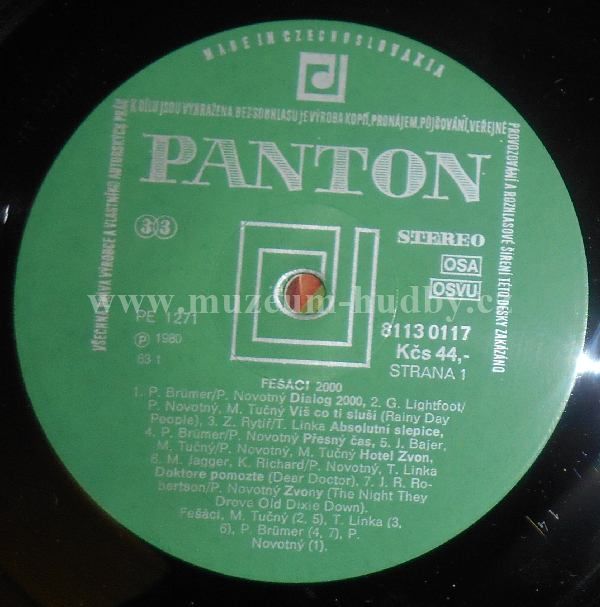 MADE IN CZECHOSLOVAKIA
VŠECHNA PRÁVA VÝROBCE A VLASTNÍKŮ AUTORSKÝCH PRÁV K DÍLU JSOU VYHRAZENA BEZ SOUHLASU JE VÝROBA KOPIÍ, PRONÁJEM, PŮJČOVÁNÍ, VEŘEJNÉ PROVOZOVÁNÍ A ROZHLASOVÉ ŠÍŘENÍ TÉTO DESKY ZAKÁZÁNO
PANTON
33
STEREO
OSA
OSVU
www.muzeum-hudby.c
PE 1271
℗ 1980
63 1
8113 0117
Kčs 44,-
STRANA 1
FEŠÁCI 2000
1. P. Brümer/P. Novotný Dialog 2000, 2. G. Lightfoot/
P. Novotný, M. Tučný Víš co ti sluší (Rainy Day
People), 3. Z. Rytíř/T. Linka Absolutní slepice,
4. P. Brümer/P. Novotný Přesný čas, 5. J. Bajer,
M. Tučný/P. Novotný, M. Tučný Hotel Zvon,
6. M. Jagger, K. Richard/P. Novotný, T. Linka
Doktore pomozte (Dear Doctor), 7. J. R. Ro-
bertson/P. Novotný Zvony (The Night They
Drove Old Dixie Down).
Fešáci, M. Tučný (2, 5), T. Linka (3,
6), P. Brümer (4, 7), P.
Novotný (1).